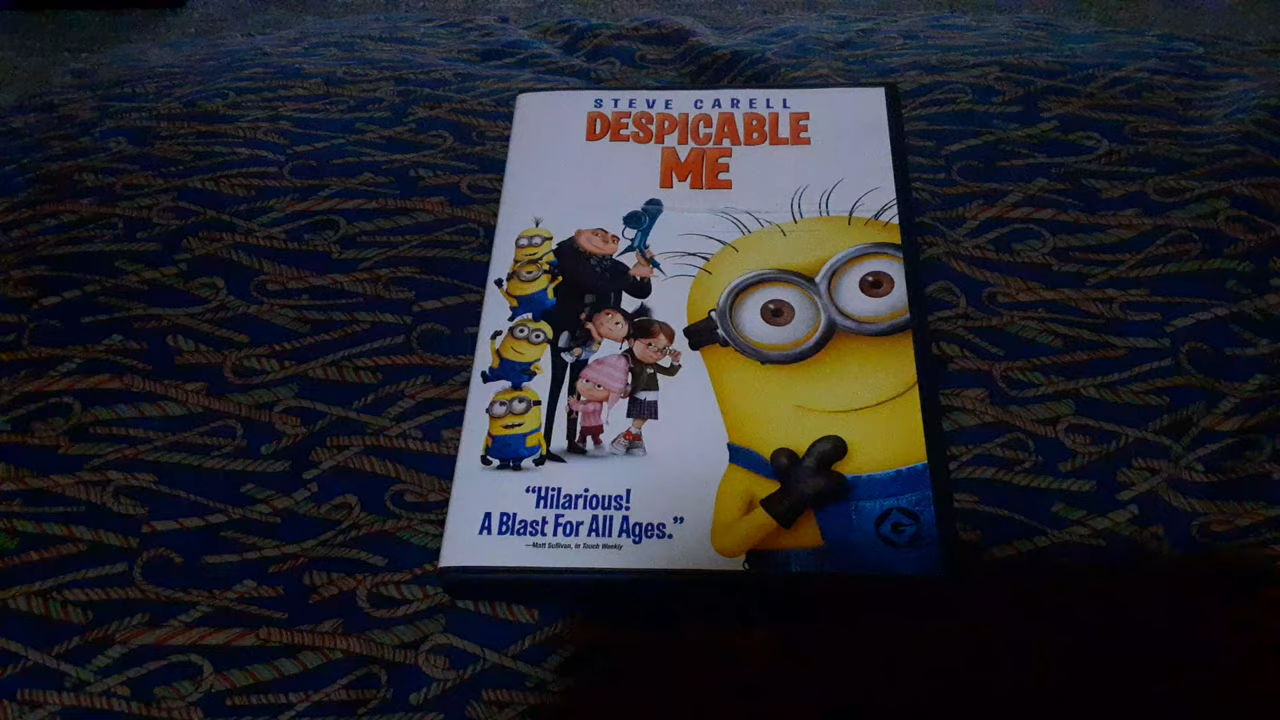 STEVE CARELL
DESPICABLE
ME
“Hilarious!
A Blast For All Ages.”
—Matt Sullivan, In Touch Weekly